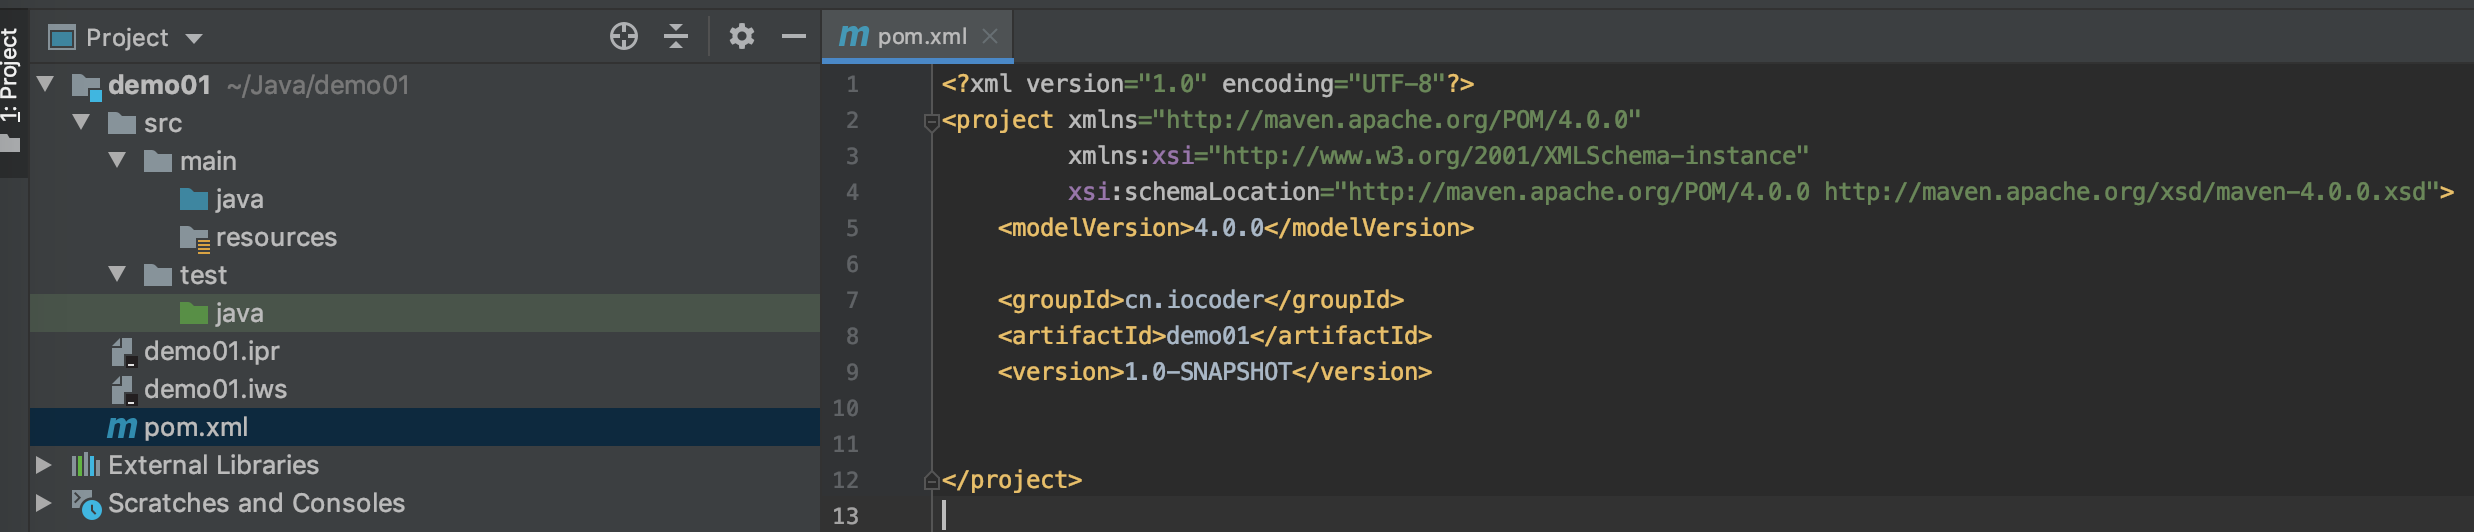 1: Project
Project
demo01 ~/Java/demo01
src
main
java
resources
test
java
demo01.ipr
demo01.iws
m pom.xml
External Libraries
Scratches and Consoles
m pom.xml
1 <?xml version="1.0" encoding="UTF-8"?>
2 <project xmlns="http://maven.apache.org/POM/4.0.0"
3 xmlns:xsi="http://www.w3.org/2001/XMLSchema-instance"
4 xsi:schemaLocation="http://maven.apache.org/POM/4.0.0 http://maven.apache.org/xsd/maven-4.0.0.xsd">
5 <modelVersion>4.0.0</modelVersion>
6
7 <groupId>cn.iocoder</groupId>
8 <artifactId>demo01</artifactId>
9 <version>1.0-SNAPSHOT</version>
10
11
12 </project>
13